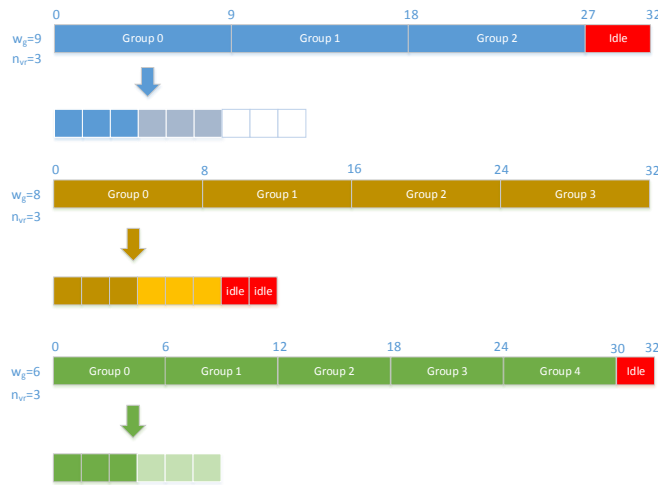 0 9 18 27 32
w_g=9 Group 0 Group 1 Group 2 Idle
n_vr=3
0 8 16 24 32
w_g=8 Group 0 Group 1 Group 2 Group 3
n_vr=3
idle idle
0 6 12 18 24 30 32
w_g=6 Group 0 Group 1 Group 2 Group 3 Group 4 Idle
n_vr=3